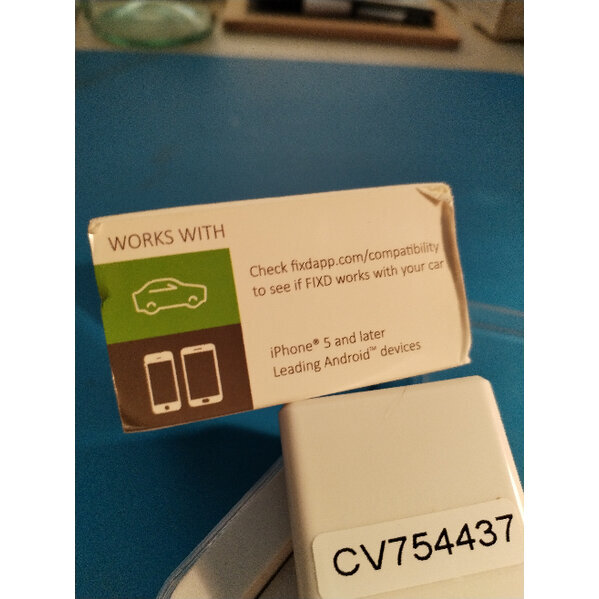 WORKS WITH
Check fixdapp.com/compatibility
to see if FIXD works with your car
iPhone® 5 and later
Leading Android™ devices
CV754437